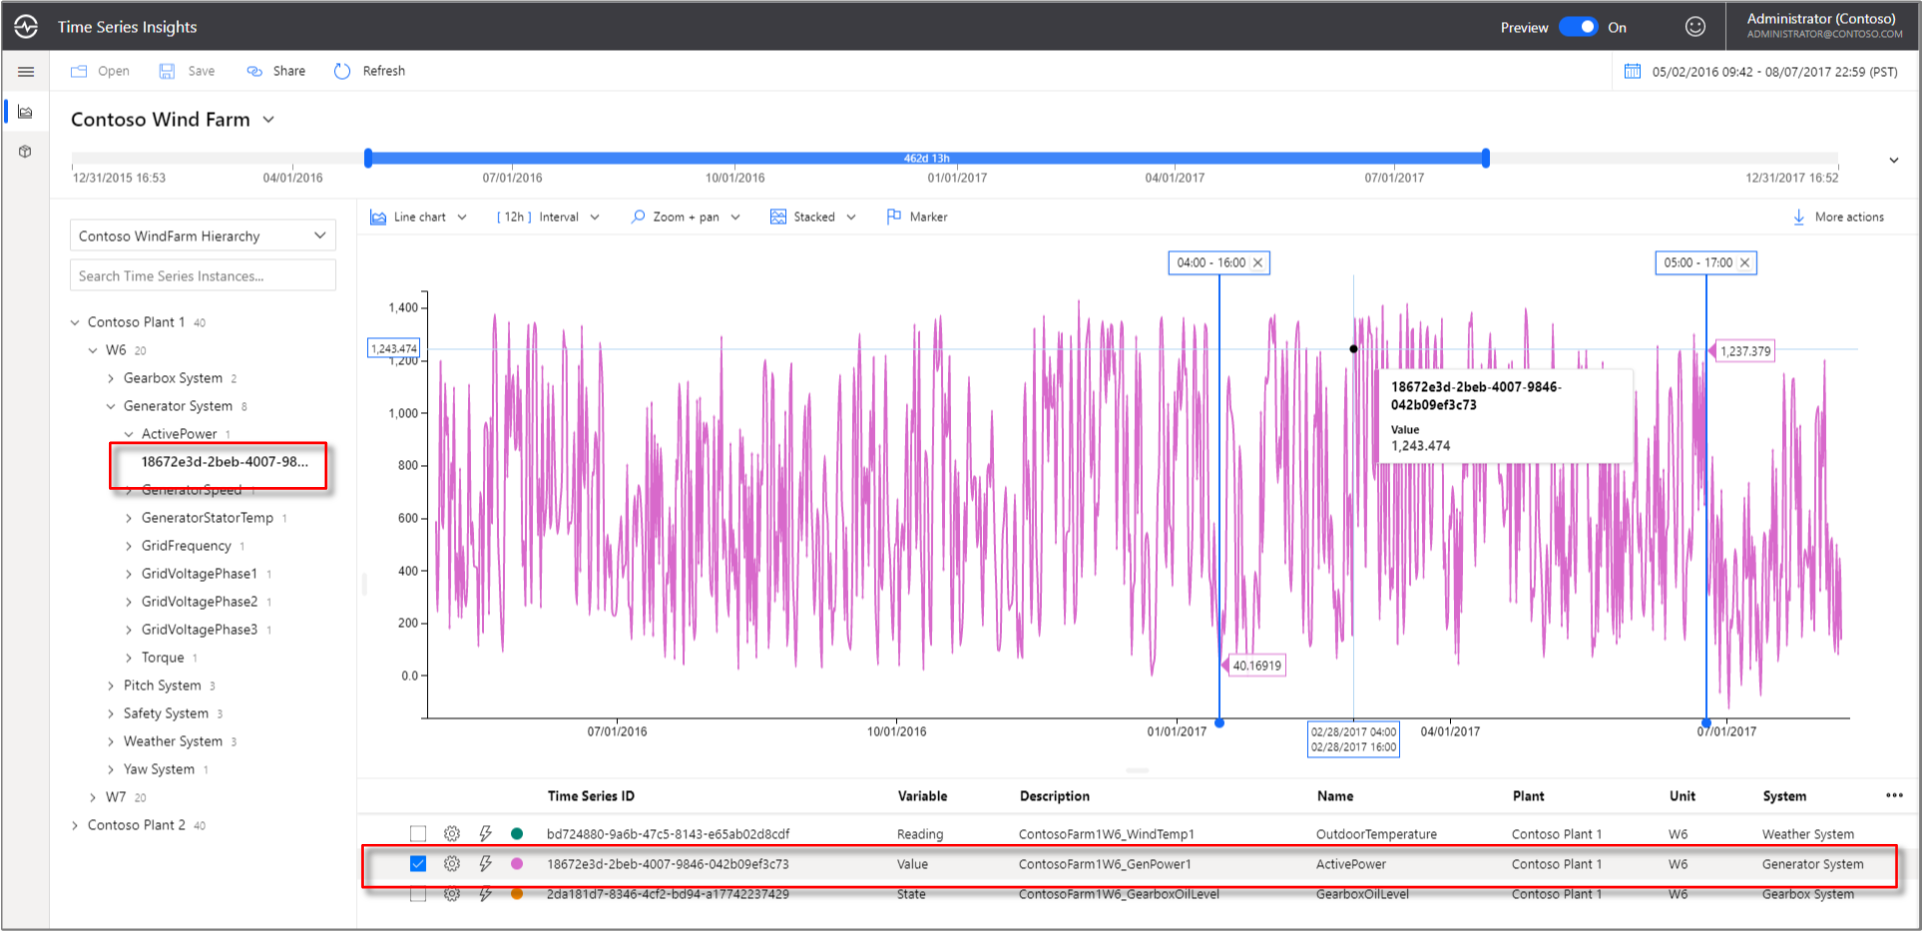 Time Series Insights
Preview On
Administrator (Contoso)
ADMINISTRATOR@CONTOSO.COM
Open Save Share Refresh
05/02/2016 09:42 - 08/07/2017 22:59 (PST)
Contoso Wind Farm
462d 13h
12/31/2015 16:53 04/01/2016 07/01/2016 10/01/2016 01/01/2017 04/01/2017 07/01/2017 12/31/2017 16:52
Contoso WindFarm Hierarchy
Search Time Series Instances...
Contoso Plant 1 40
W6 20
Gearbox System 2
Generator System 8
ActivePower 1
18672e3d-2beb-4007-98...
GeneratorSpeed 1
GeneratorStatorTemp 1
GridFrequency 1
GridVoltagePhase1 1
GridVoltagePhase2 1
GridVoltagePhase3 1
Torque 1
Pitch System 3
Safety System 3
Weather System 3
Yaw System 1
W7 20
Contoso Plant 2 40
Line chart [ 12h ] Interval Zoom + pan Stacked Marker More actions
04:00 - 16:00
05:00 - 17:00
1,400
1,243.474
1,200
1,000
800
600
400
200
0.0
1,237.379
18672e3d-2beb-4007-9846-
042b09ef3c73
Value
1,243.474
40.16919
07/01/2016 10/01/2016 01/01/2017 04/01/2017 07/01/2017
02/28/2017 04:00
02/28/2017 16:00
Time Series ID Variable Description Name Plant Unit System
bd724880-9a6b-47c5-8143-e65ab02d8cdf Reading ContosoFarm1W6_WindTemp1 OutdoorTemperature Contoso Plant 1 W6 Weather System
18672e3d-2beb-4007-9846-042b09ef3c73 Value ContosoFarm1W6_GenPower1 ActivePower Contoso Plant 1 W6 Generator System
2da181d7-8346-4cf2-bd94-a17742237429 State ContosoFarm1W6_GearboxOilLevel GearboxOilLevel Contoso Plant 1 W6 Gearbox System